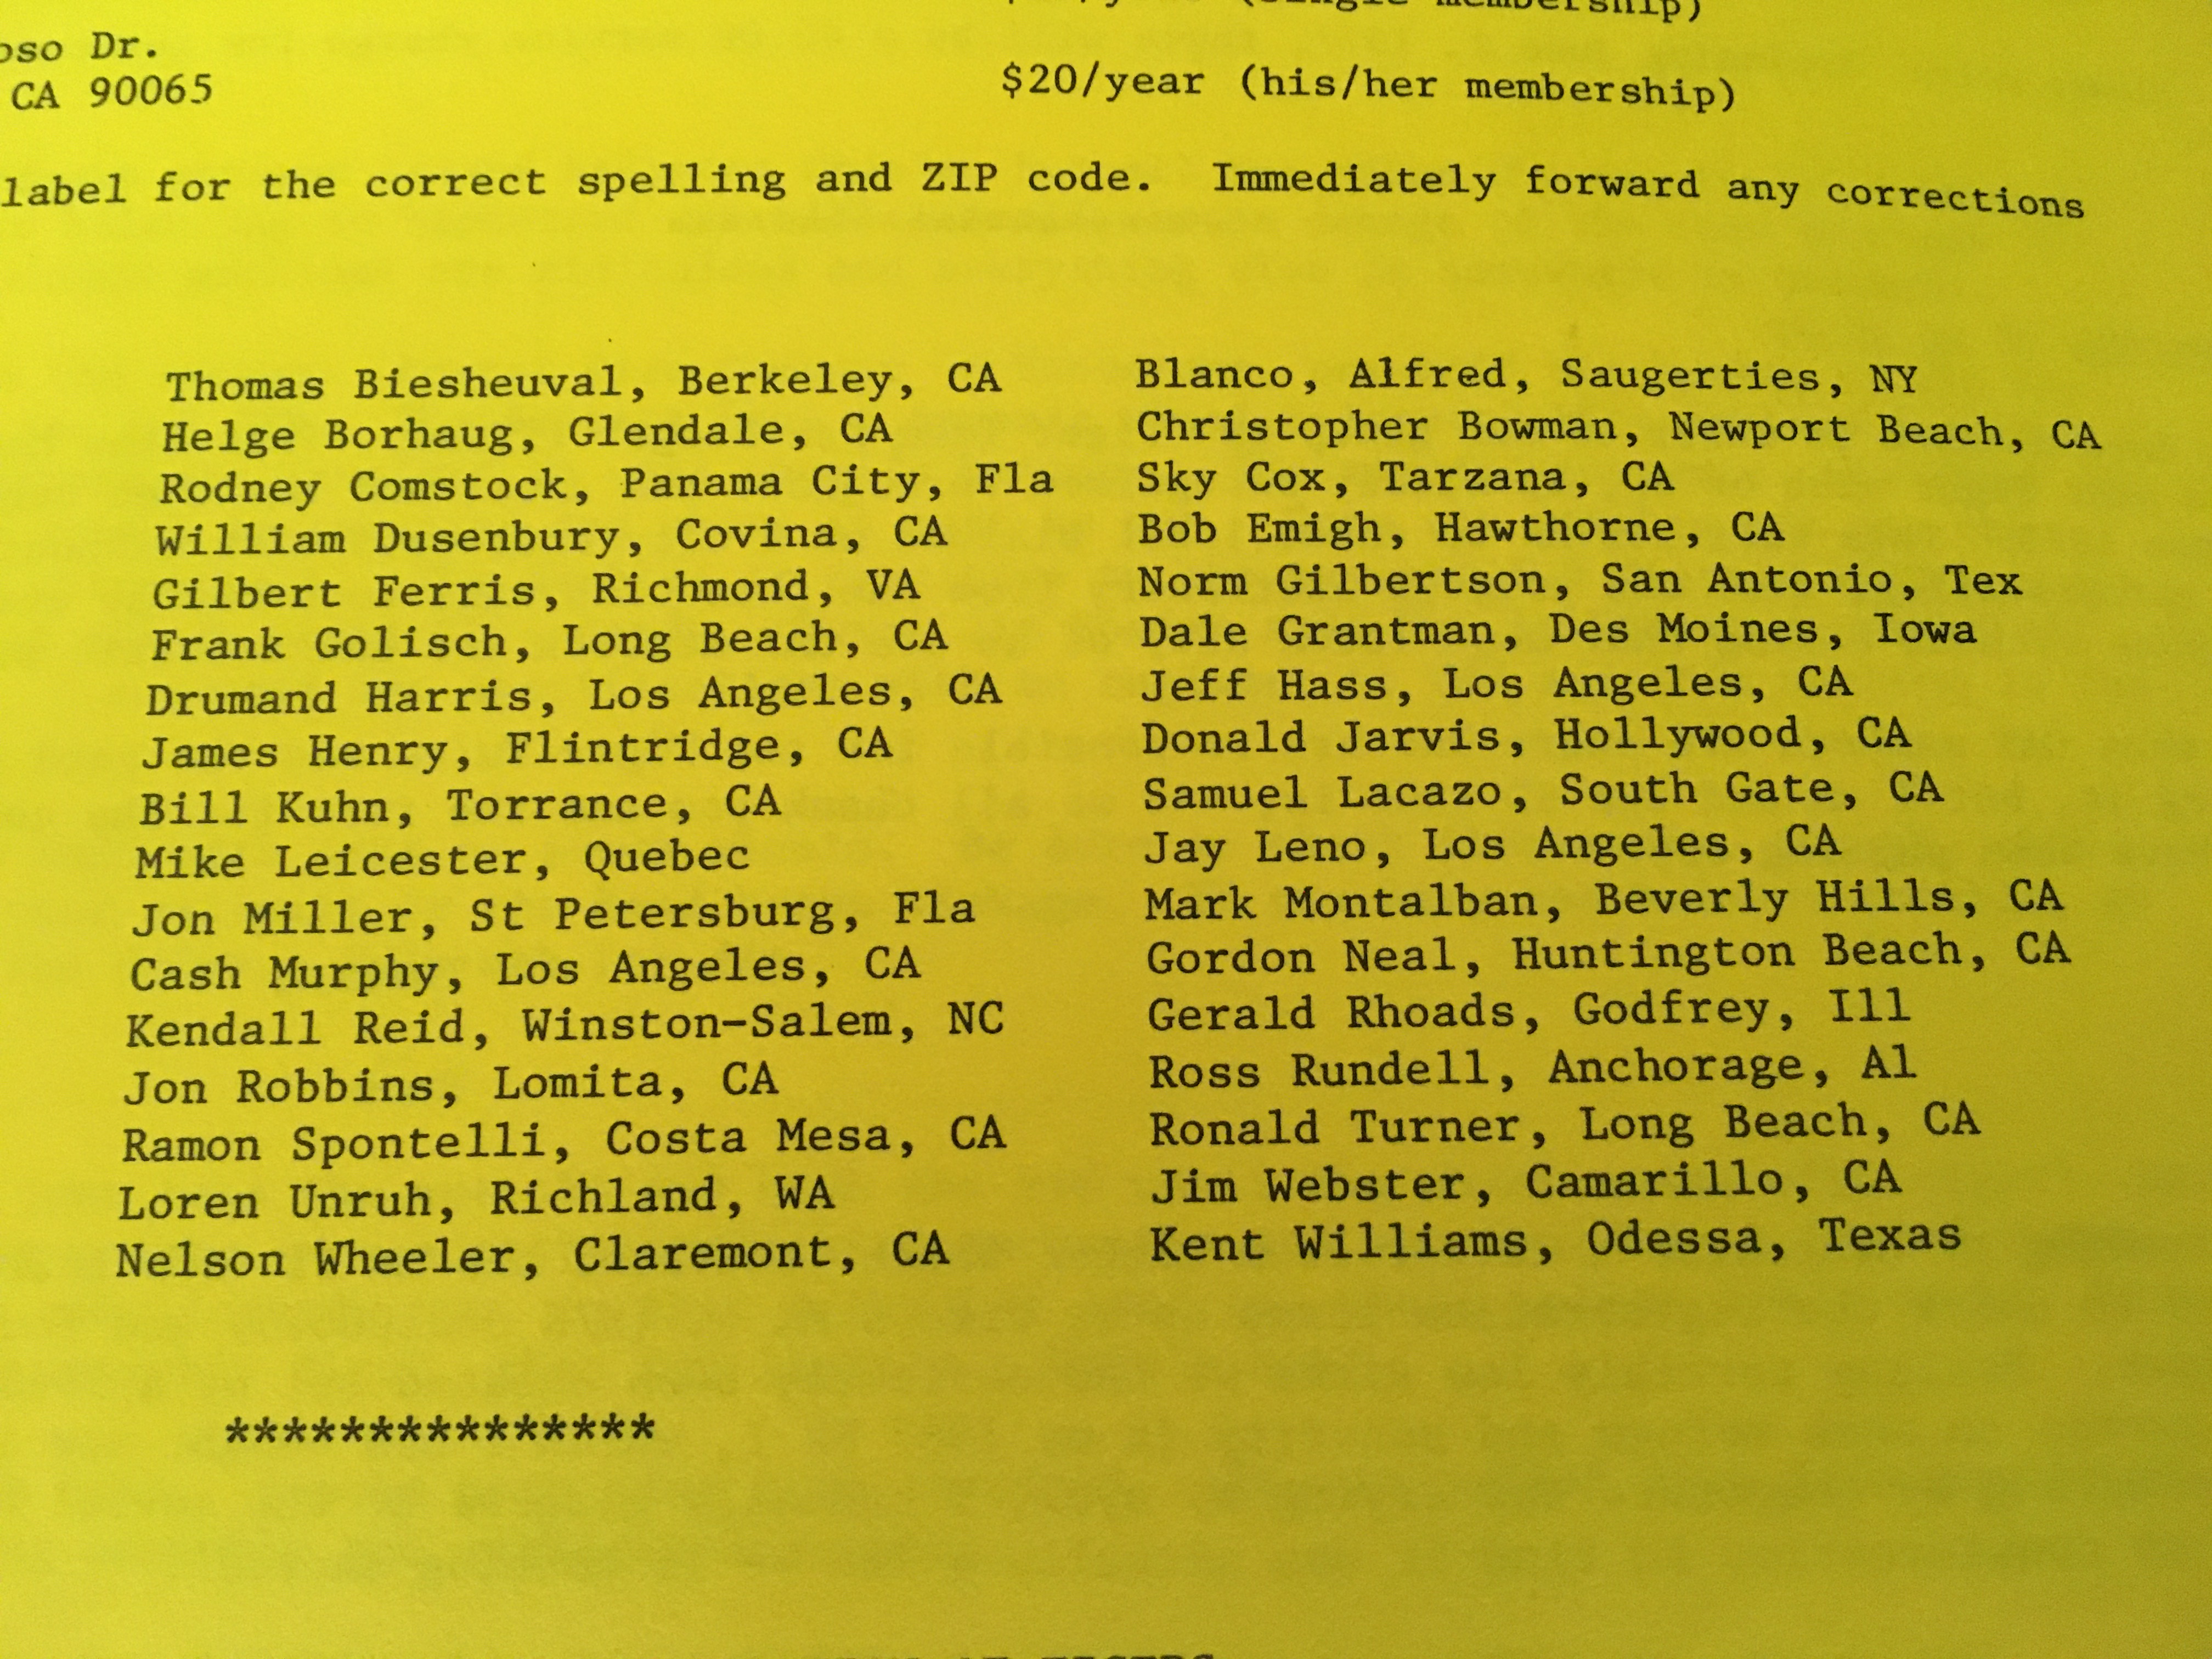 oso Dr.
CA 90065
membership)
$20/year (his/her membership)
label for the correct spelling and ZIP code. Immediately forward any corrections
Thomas Biesheuval, Berkeley, CA
Helge Borhaug, Glendale, CA
Rodney Comstock, Panama City, Fla
William Dusenbury, Covina, CA
Gilbert Ferris, Richmond, VA
Frank Golisch, Long Beach, CA
Drumand Harris, Los Angeles, CA
James Henry, Flintridge, CA
Bill Kuhn, Torrance, CA
Mike Leicester, Quebec
Jon Miller, St Petersburg, Fla
Cash Murphy, Los Angeles, CA
Kendall Reid, Winston-Salem, NC
Jon Robbins, Lomita, CA
Ramon Spontelli, Costa Mesa, CA
Loren Unruh, Richland, WA
Nelson Wheeler, Claremont, CA
Blanco, Alfred, Saugerties, NY
Christopher Bowman, Newport Beach, CA
Sky Cox, Tarzana, CA
Bob Emigh, Hawthorne, CA
Norm Gilbertson, San Antonio, Tex
Dale Grantman, Des Moines, Iowa
Jeff Hass, Los Angeles, CA
Donald Jarvis, Hollywood, CA
Samuel Lacazo, South Gate, CA
Jay Leno, Los Angeles, CA
Mark Montalban, Beverly Hills, CA
Gordon Neal, Huntington Beach, CA
Gerald Rhoads, Godfrey, Ill
Ross Rundell, Anchorage, Al
Ronald Turner, Long Beach, CA
Jim Webster, Camarillo, CA
Kent Williams, Odessa, Texas
***************